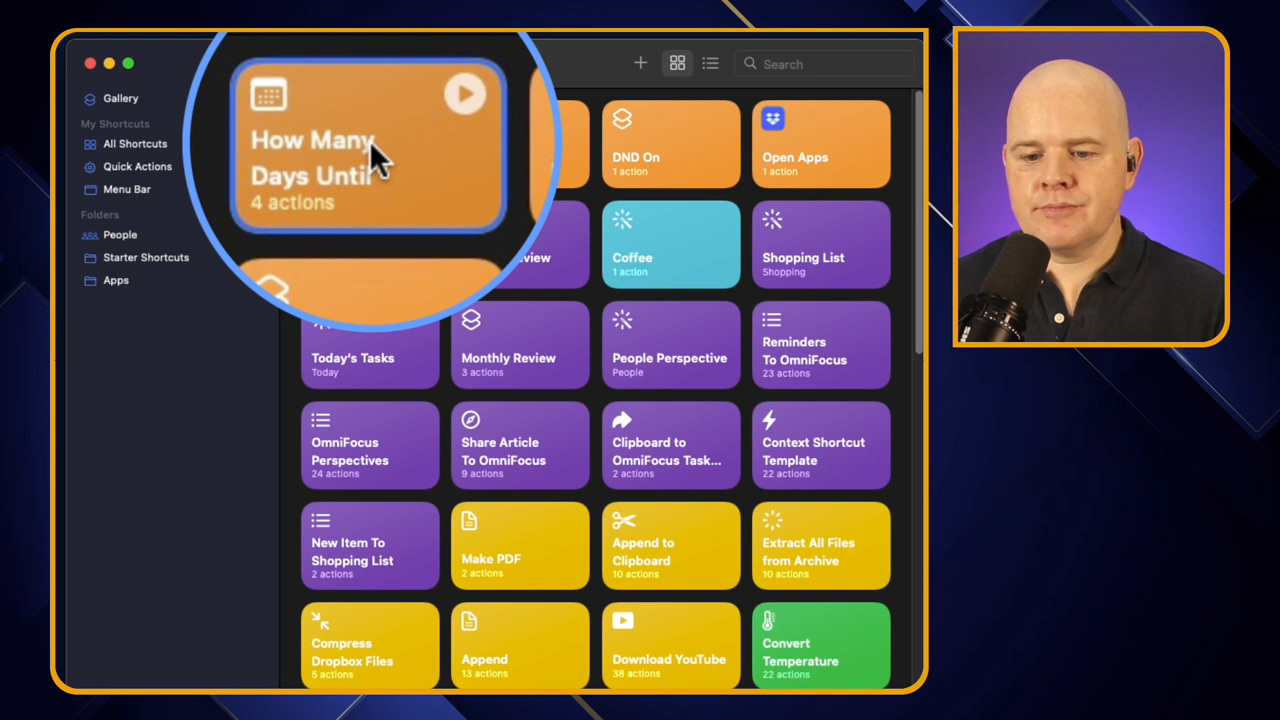 Search
Gallery
My Shortcuts
All Shortcuts
Quick Actions
Menu Bar
Folders
People
Starter Shortcuts
Apps
How Many
Days Until
4 actions
DND On
1 action
Open Apps
1 action
Coffee
1 action
Shopping List
Shopping
Today's Tasks
Today
Monthly Review
3 actions
People Perspective
People
Reminders
To OmniFocus
23 actions
OmniFocus
Perspectives
24 actions
Share Article
To OmniFocus
9 actions
Clipboard to
OmniFocus Task...
2 actions
Context Shortcut
Template
22 actions
New Item To
Shopping List
2 actions
Make PDF
2 actions
Append to
Clipboard
10 actions
Extract All Files
from Archive
10 actions
Compress
Dropbox Files
5 actions
Append
13 actions
Download YouTube
38 actions
Convert
Temperature
22 actions